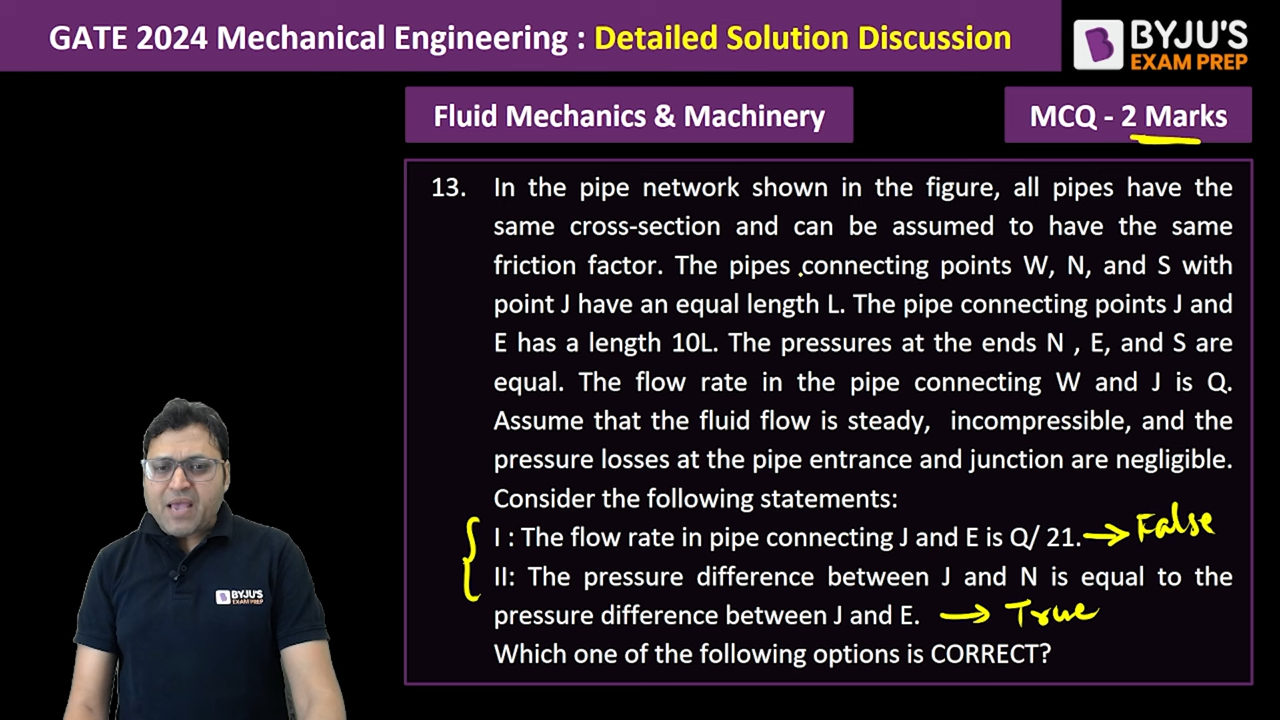 GATE 2024 Mechanical Engineering : Detailed Solution Discussion
BYJU'S
EXAM PREP
Fluid Mechanics & Machinery
MCQ - 2 Marks
13. In the pipe network shown in the figure, all pipes have the
same cross-section and can be assumed to have the same
friction factor. The pipes connecting points W, N, and S with
point J have an equal length L. The pipe connecting points J and
E has a length 10L. The pressures at the ends N , E, and S are
equal. The flow rate in the pipe connecting W and J is Q.
Assume that the fluid flow is steady, incompressible, and the
pressure losses at the pipe entrance and junction are negligible.
Consider the following statements:
I : The flow rate in pipe connecting J and E is Q/ 21. → False
II: The pressure difference between J and N is equal to the
pressure difference between J and E. → True
Which one of the following options is CORRECT?
BYJU'S
EXAM PREP